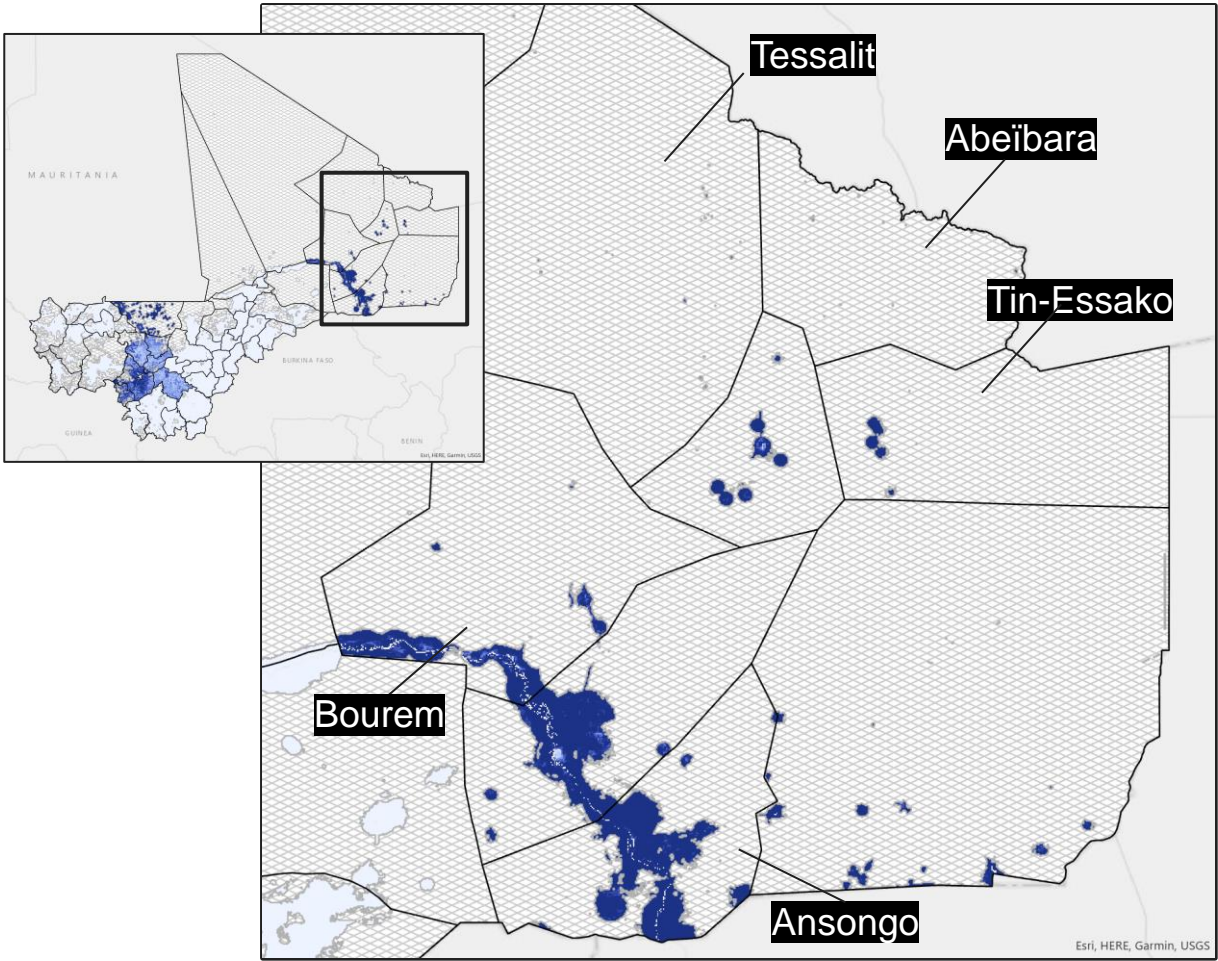 Tessalit
Abeïbara
MAURITANIA
Tin-Essako
BURKINA FASO
GUINEA
BENIN
Esri, HERE, Garmin, USGS
Bourem
Ansongo
Esri, HERE, Garmin, USGS